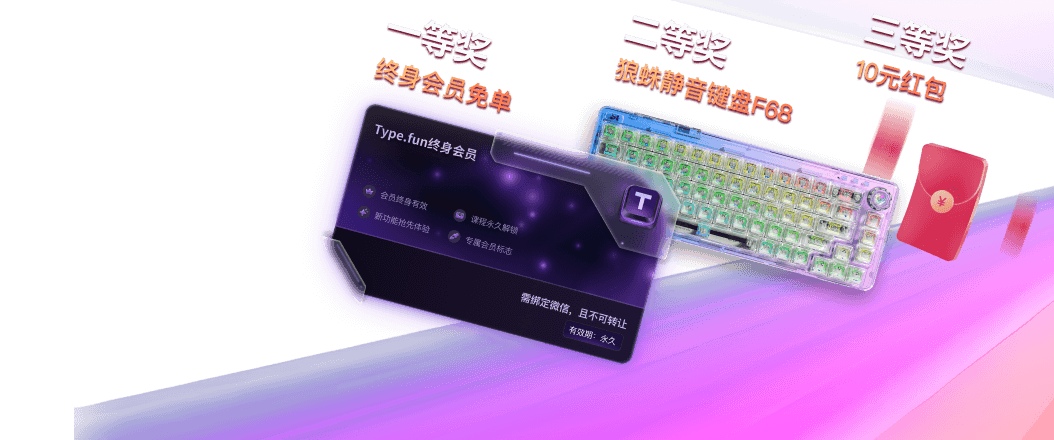 一等奖
终身会员免单
二等奖
狼蛛静音键盘F68
三等奖
10元红包
Type.fun终身会员
会员终身有效
课程永久解锁
新功能抢先体验
专属会员标志
T
需绑定微信，且不可转让
有效期：永久
¥